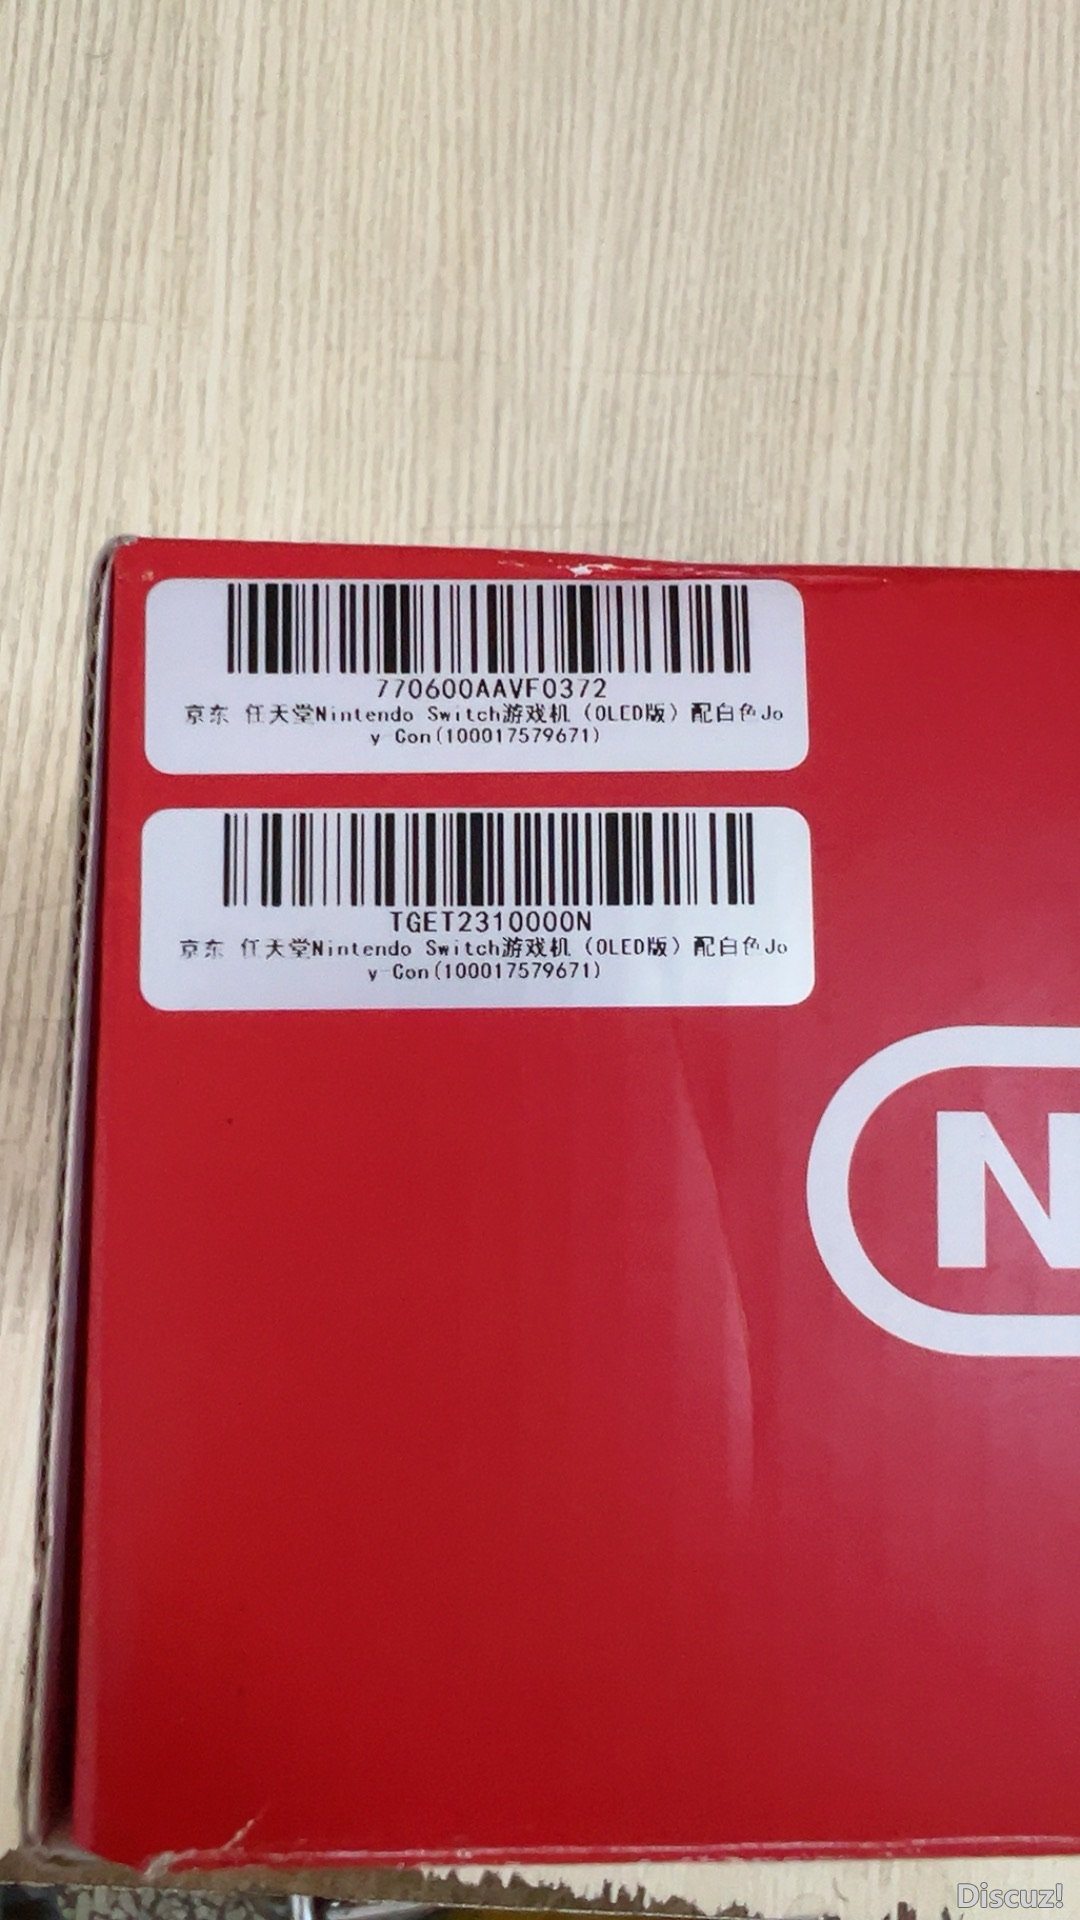 770600AAVF0372
京东 任天堂Nintendo Switch游戏机（OLED版）配白色Jo
y-Con(100017579671)
TGET2310000N
京东 任天堂Nintendo Switch游戏机（OLED版）配白色Jo
y-Con(100017579671)
N
Discuz!